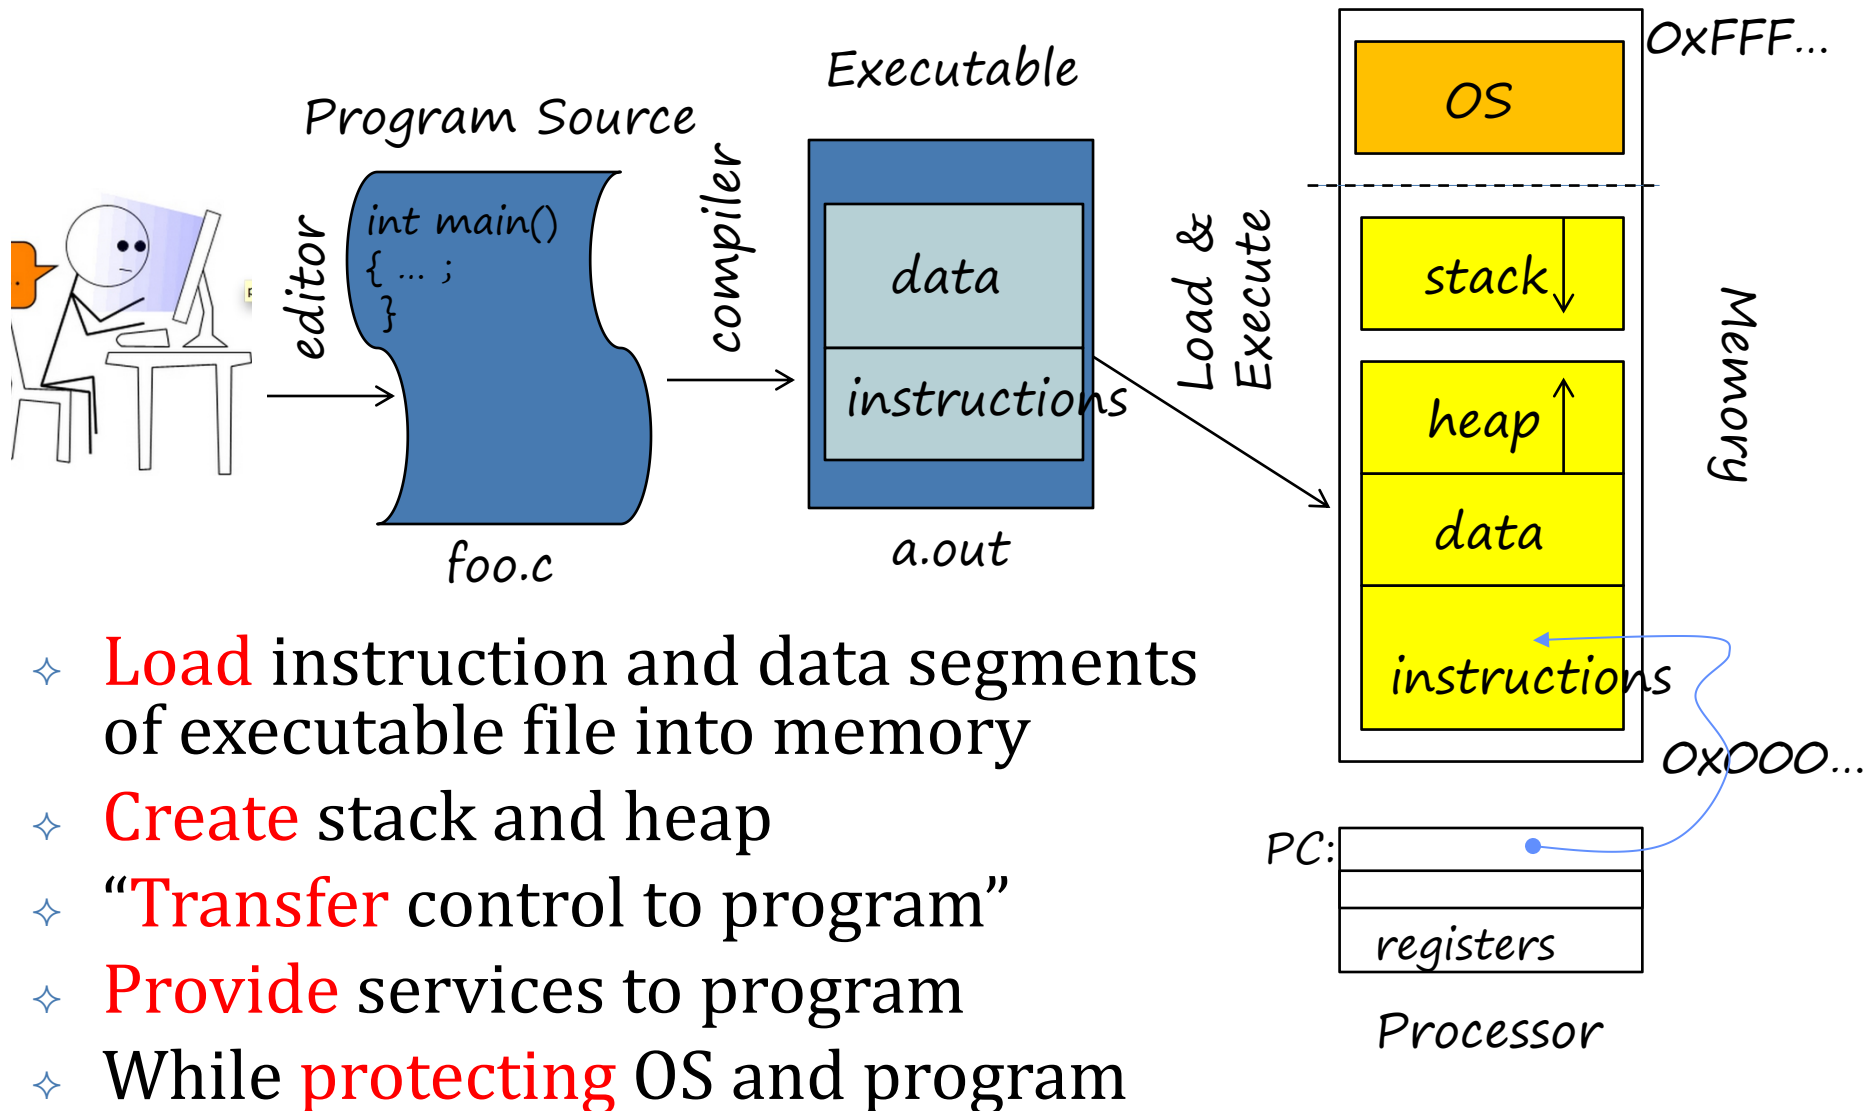 Program Source
Executable
0xFFF...
OS
editor
int main()
{ ... ;
}
foo.c
compiler
data
instructions
a.out
Load &
Execute
stack
heap
data
instructions
Memory
0x000...
PC:
registers
Processor
Load instruction and data segments
of executable file into memory
Create stack and heap
“Transfer control to program”
Provide services to program
While protecting OS and program